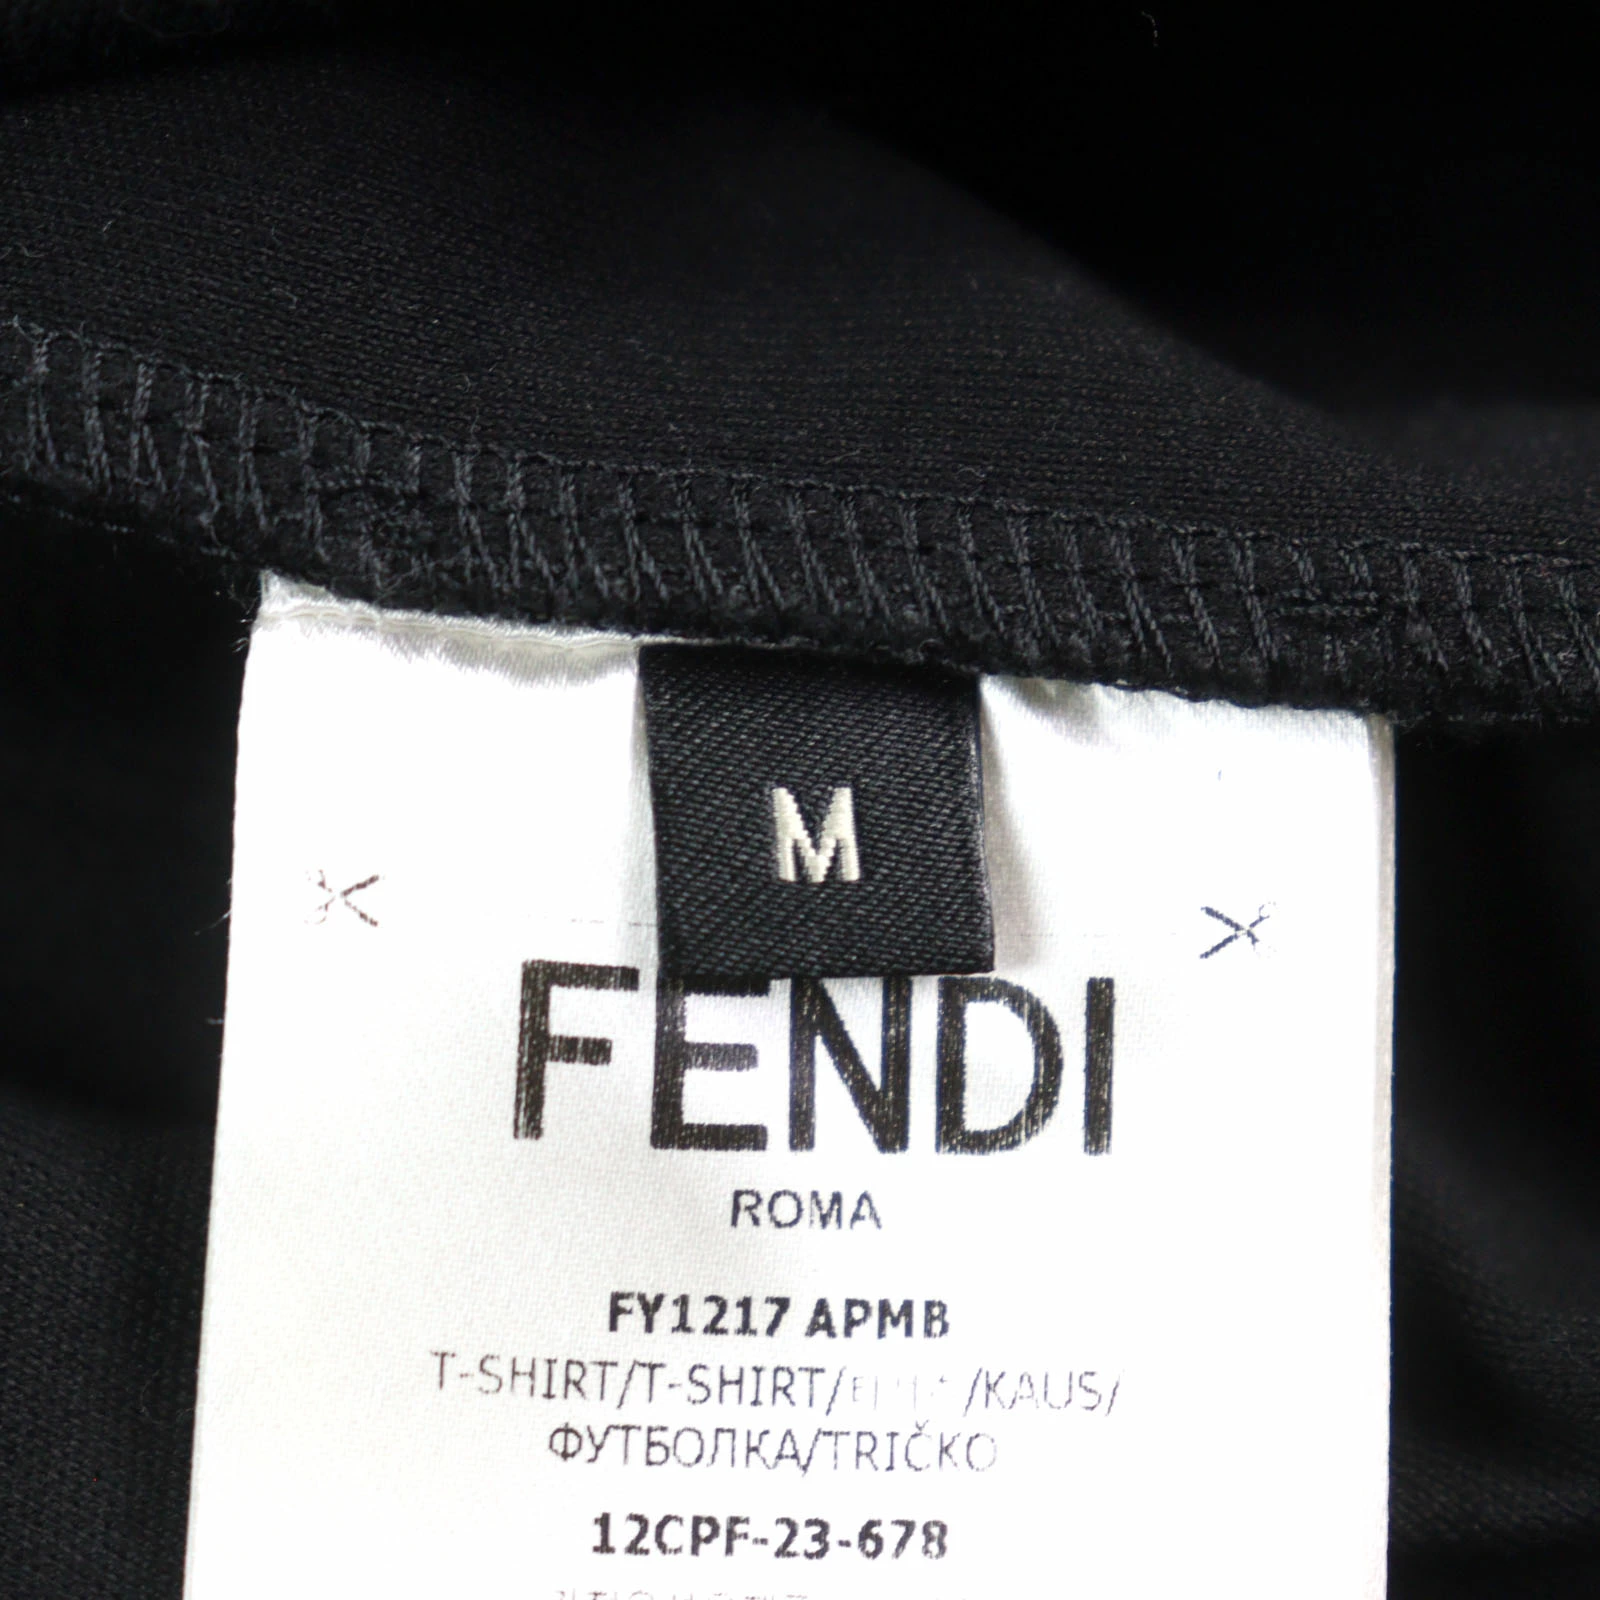 M
FENDI
ROMA
FY1217 APMB
T-SHIRT/T-SHIRT/ /KAUS/
ФУТБОЛКА/TRIČKO
12CPF-23-678